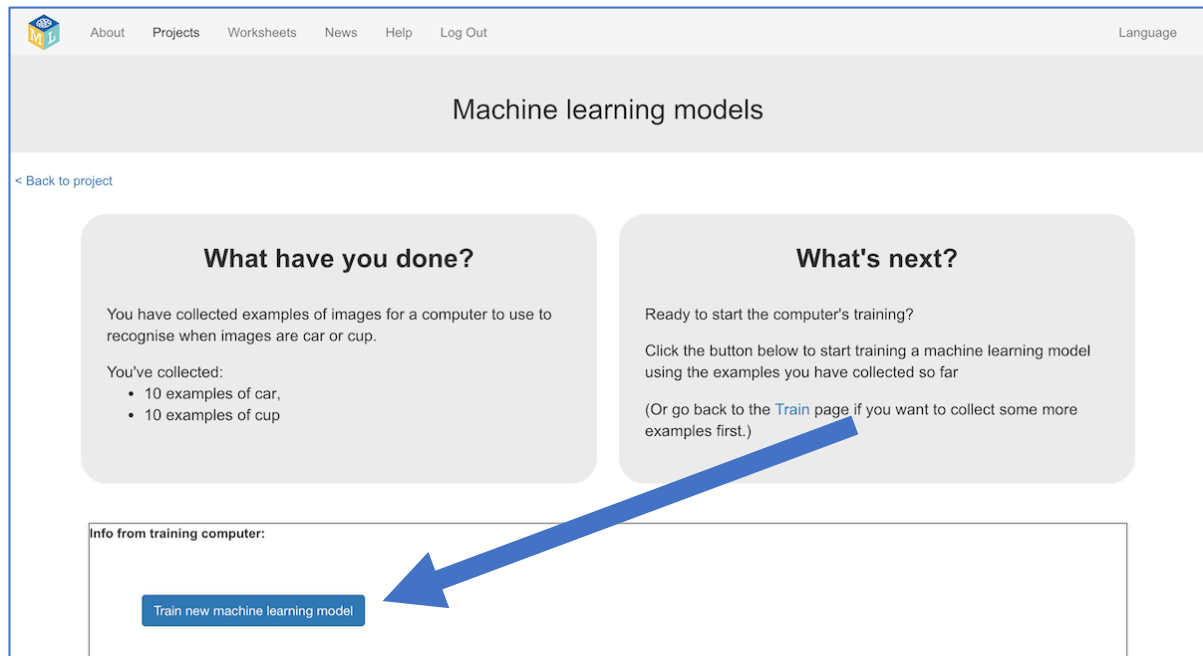 ML
About Projects Worksheets News Help Log Out Language
Machine learning models
< Back to project
What have you done?
You have collected examples of images for a computer to use to
recognise when images are car or cup.
You've collected:
• 10 examples of car,
• 10 examples of cup
What's next?
Ready to start the computer's training?
Click the button below to start training a machine learning model
using the examples you have collected so far
(Or go back to the Train page if you want to collect some more
examples first.)
Info from training computer:
Train new machine learning model